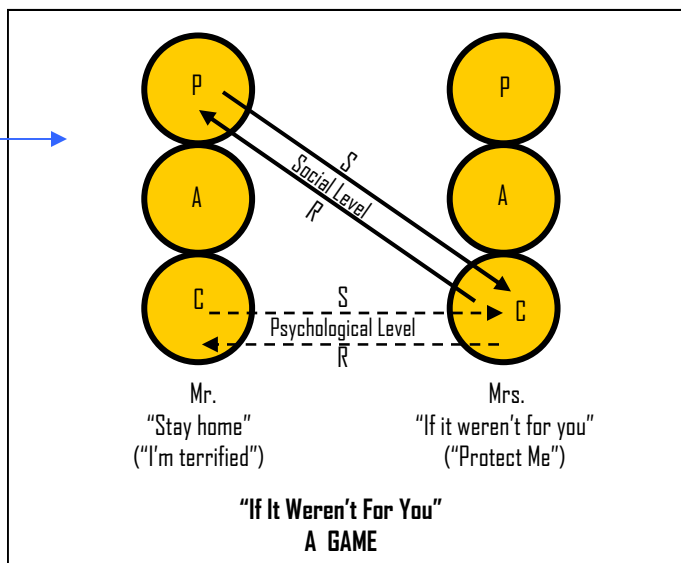 P
P
S
Social Level
R
A
A
C
C
S
Psychological Level
R
Mr.
"Stay home"
("I'm terrified")
Mrs.
"If it weren't for you"
("Protect Me")
"If It Weren't For You"
A GAME